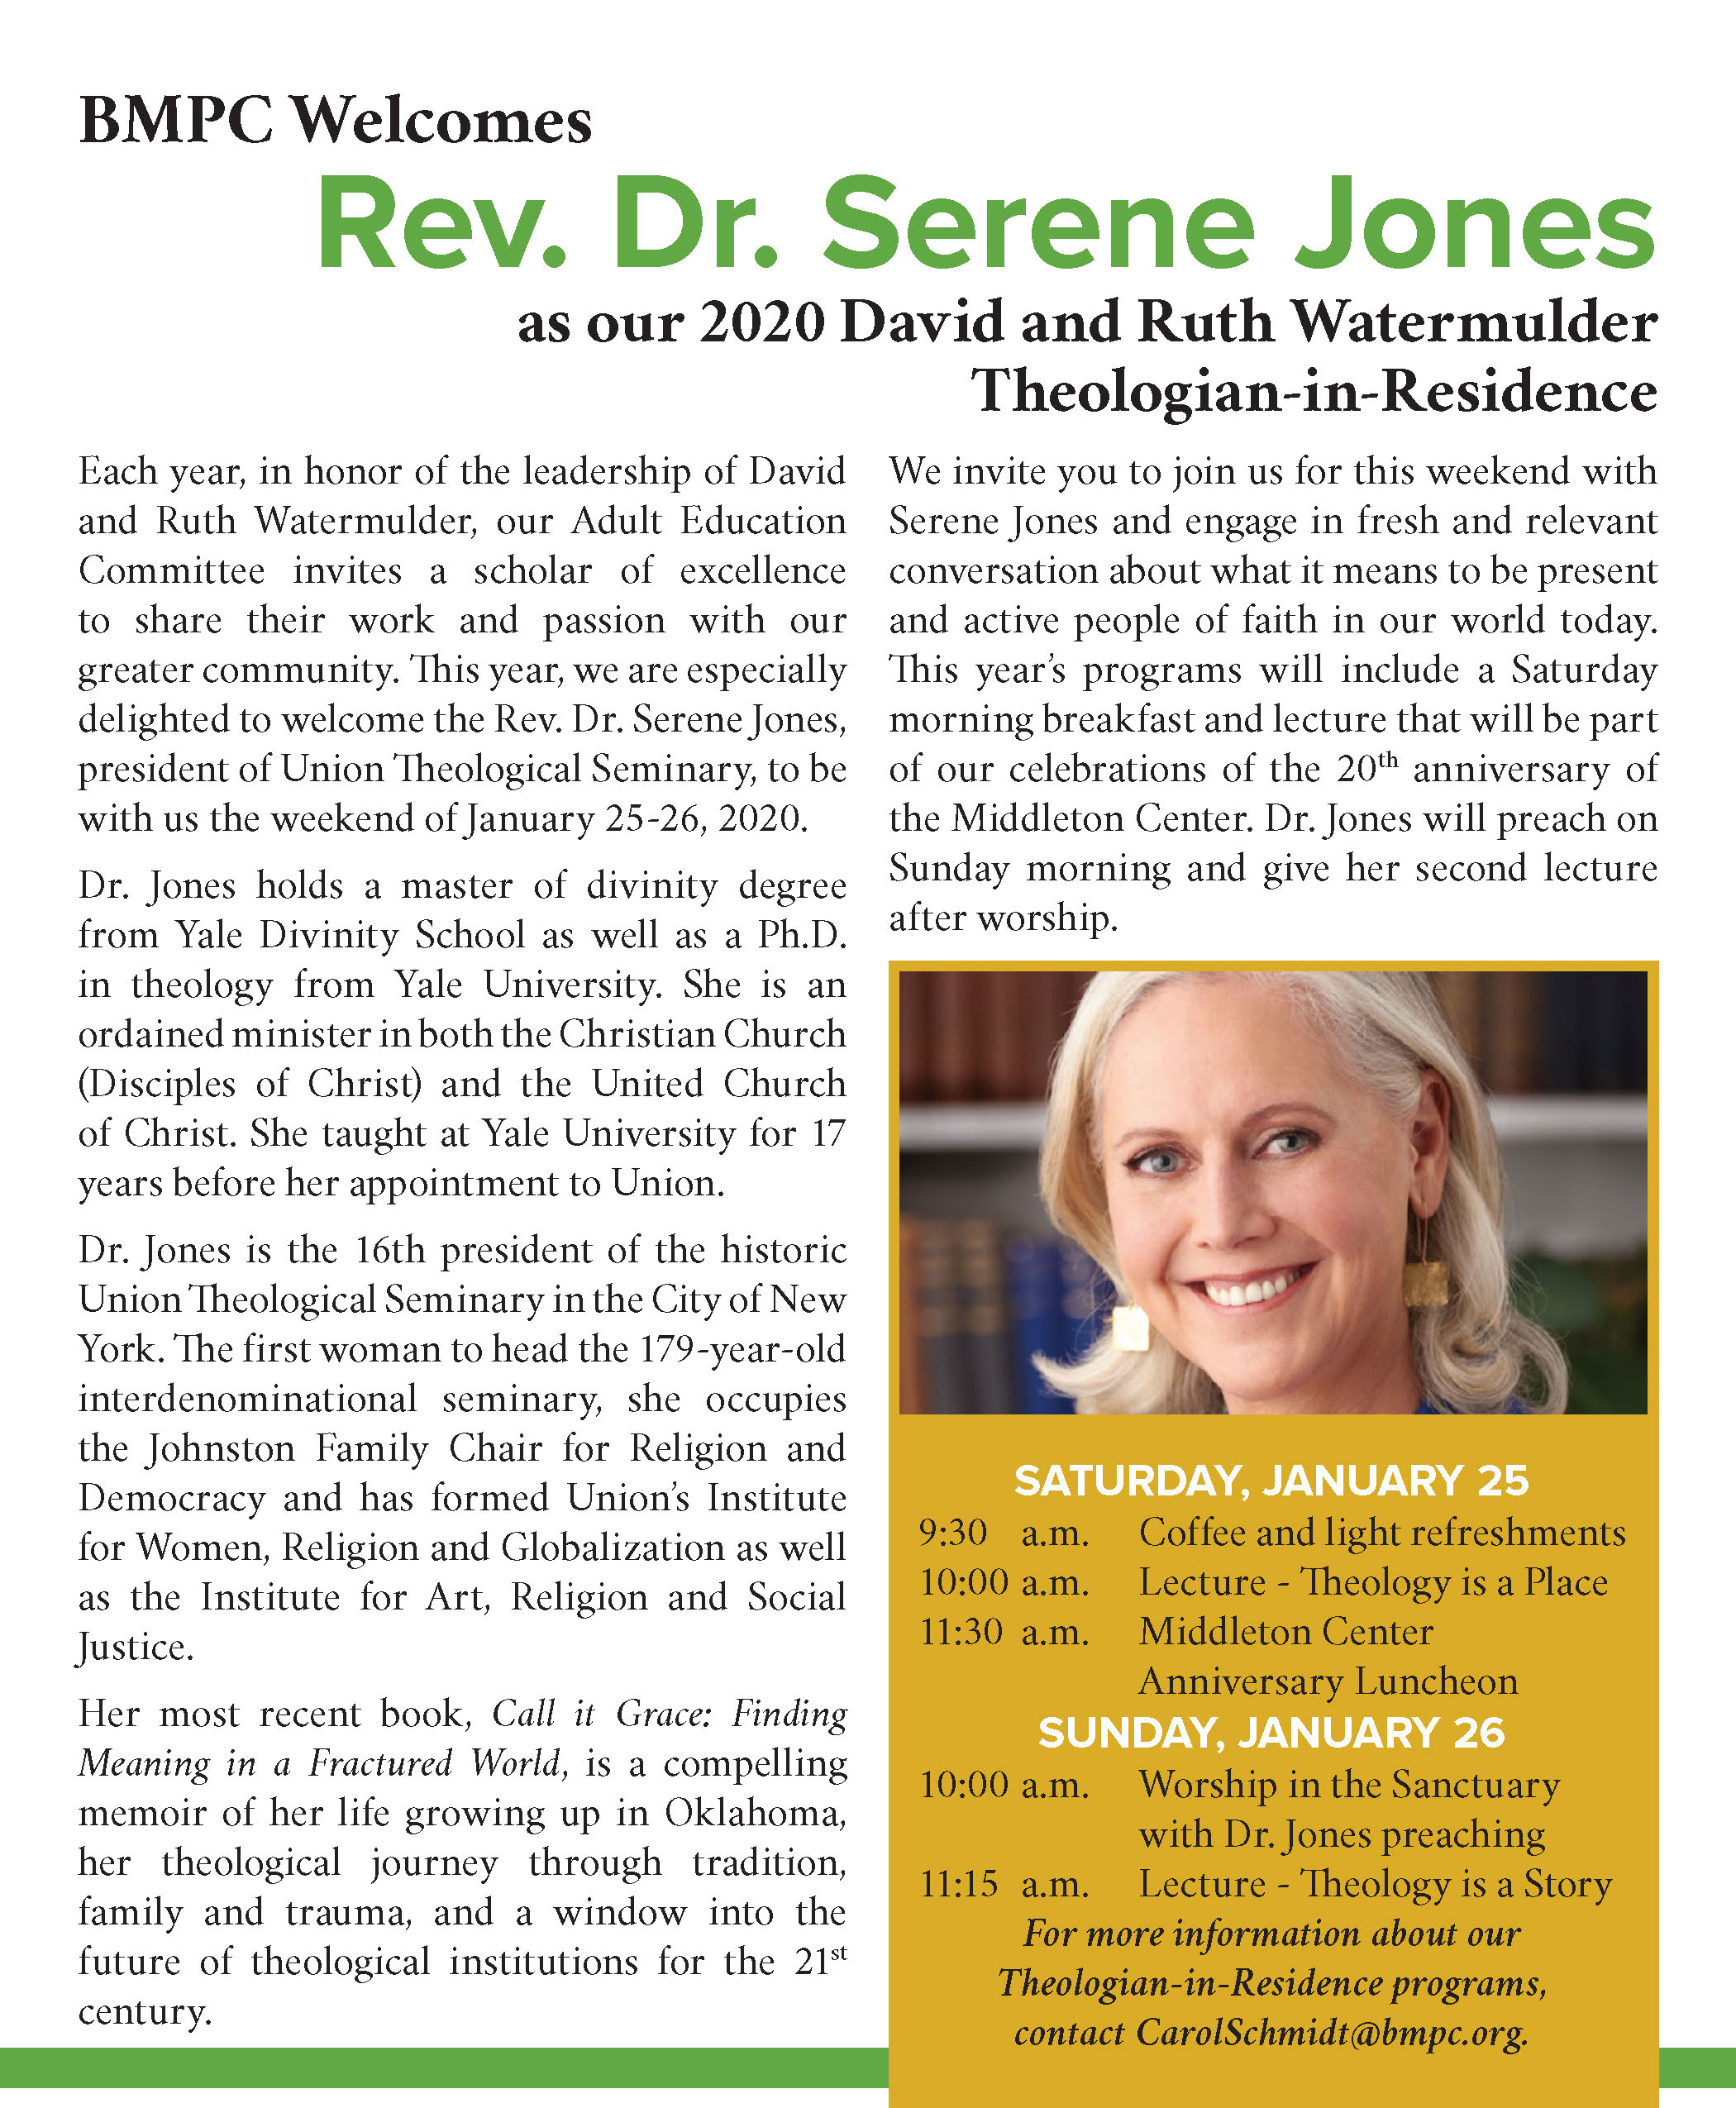 BMPC Welcomes
Rev. Dr. Serene Jones
as our 2020 David and Ruth Watermulder
Theologian-in-Residence
Each year, in honor of the leadership of David
and Ruth Watermulder, our Adult Education
Committee invites a scholar of excellence
to share their work and passion with our
greater community. This year, we are especially
delighted to welcome the Rev. Dr. Serene Jones,
president of Union Theological Seminary, to be
with us the weekend of January 25-26, 2020.
Dr. Jones holds a master of divinity degree
from Yale Divinity School as well as a Ph.D.
in theology from Yale University. She is an
ordained minister in both the Christian Church
(Disciples of Christ) and the United Church
of Christ. She taught at Yale University for 17
years before her appointment to Union.
Dr. Jones is the 16th president of the historic
Union Theological Seminary in the City of New
York. The first woman to head the 179-year-old
interdenominational seminary, she occupies
the Johnston Family Chair for Religion and
Democracy and has formed Union's Institute
for Women, Religion and Globalization as well
as the Institute for Art, Religion and Social
Justice.
Her most recent book, Call it Grace: Finding
Meaning in a Fractured World, is a compelling
memoir of her life growing up in Oklahoma,
her theological journey through tradition,
family and trauma, and a window into the
future of theological institutions for the 21st
century.
We invite you to join us for this weekend with
Serene Jones and engage in fresh and relevant
conversation about what it means to be present
and active people of faith in our world today.
This year's programs will include a Saturday
morning breakfast and lecture that will be part
of our celebrations of the 20th anniversary of
the Middleton Center. Dr. Jones will preach on
Sunday morning and give her second lecture
after worship.
SATURDAY, JANUARY 25
9:30 a.m. Coffee and light refreshments
10:00 a.m. Lecture - Theology is a Place
11:30 a.m. Middleton Center
Anniversary Luncheon
SUNDAY, JANUARY 26
10:00 a.m. Worship in the Sanctuary
with Dr. Jones preaching
11:15 a.m. Lecture - Theology is a Story
For more information about our
Theologian-in-Residence programs,
contact CarolSchmidt@bmpc.org.